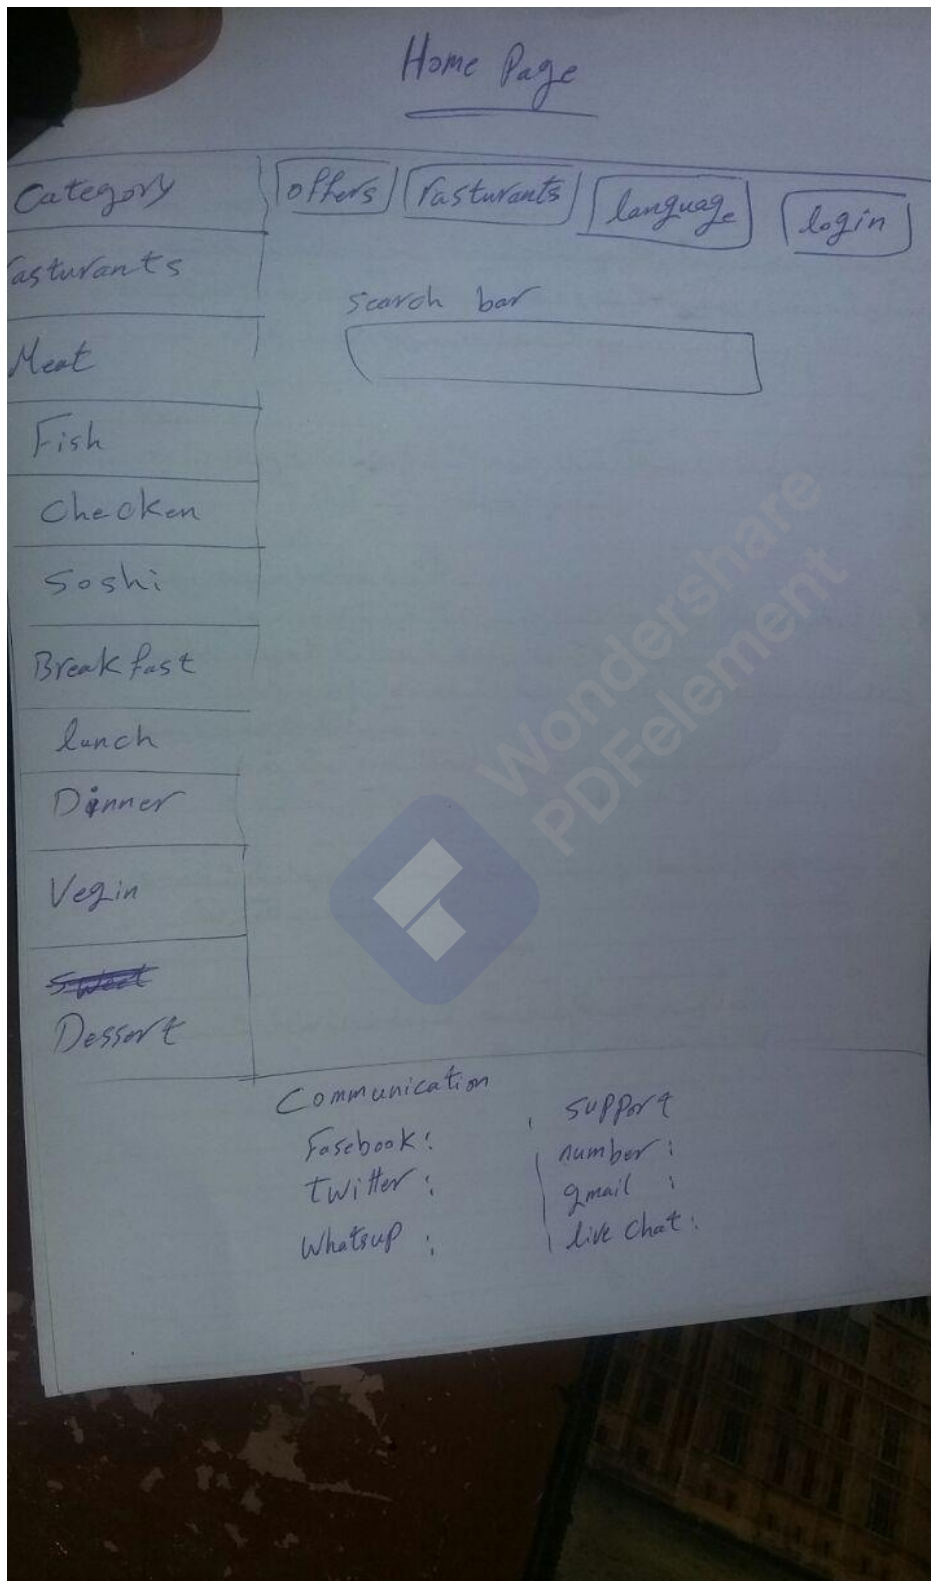 Home Page
Category
offers
rasturants
language
login
asturants
search bar
Meat
Fish
Checken
Soshi
Breakfast
lunch
Dinner
Vegin
Sweet
Dessert
Communication
Fasebook:
twitter:
Whatsup:
support
number:
gmail:
live chat:
Wondershare
PDFelement